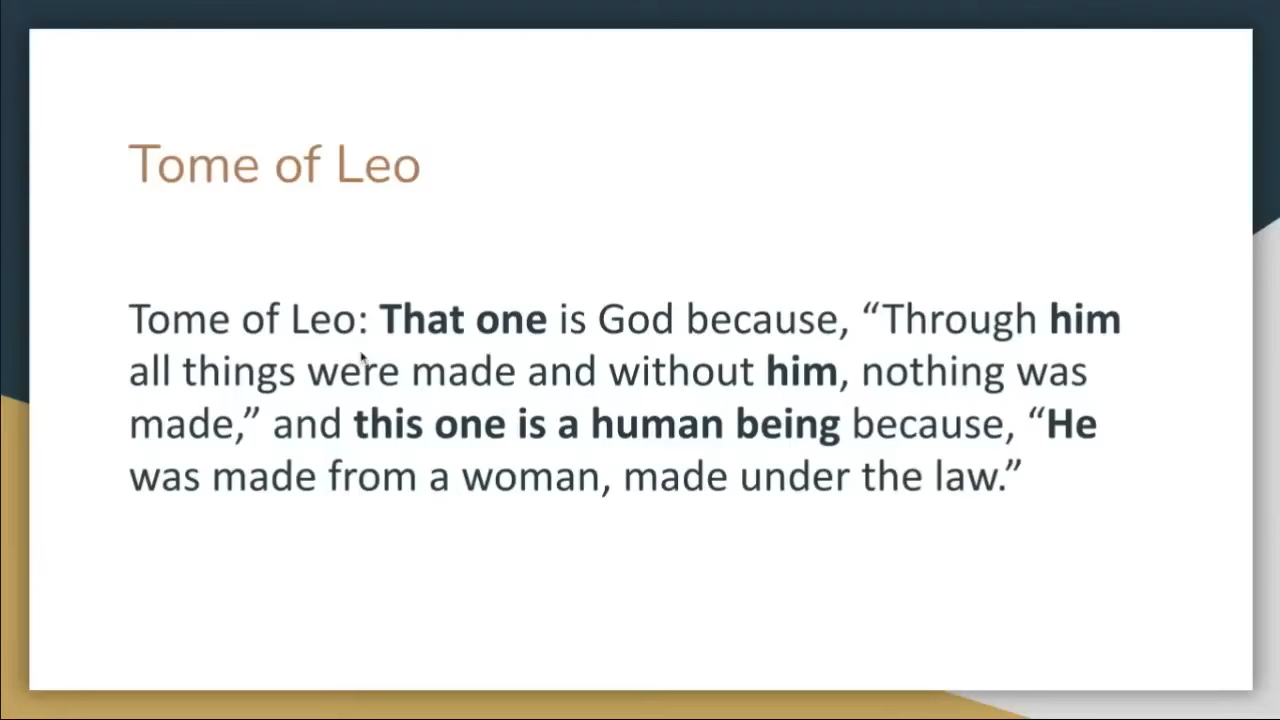 Tome of Leo
Tome of Leo: That one is God because, “Through him
all things were made and without him, nothing was
made,” and this one is a human being because, “He
was made from a woman, made under the law.”